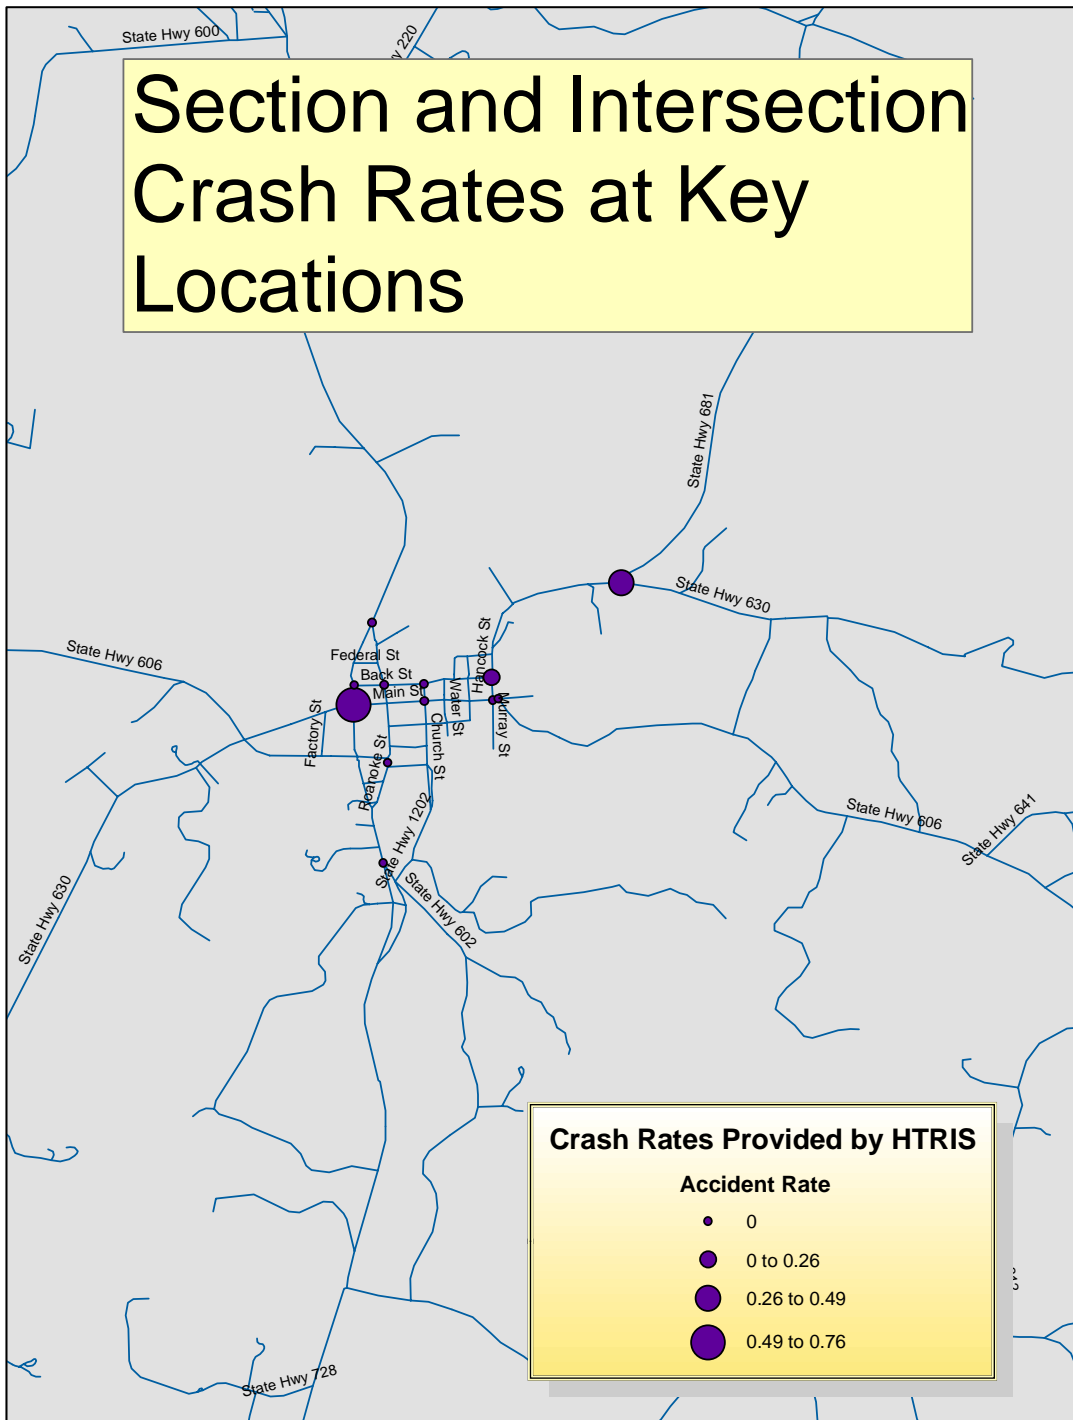 State Hwy 600
220
Section and Intersection
Crash Rates at Key
Locations
State Hwy 681
State Hwy 630
State Hwy 606
Federal St
Back St
Main St
Hancock St
Water St
Murray St
Church St
Factory St
Roanoke St
State Hwy 1202
State Hwy 602
State Hwy 606
State Hwy 641
State Hwy 630
State Hwy 728
Crash Rates Provided by HTRIS
Accident Rate
0
0 to 0.26
0.26 to 0.49
0.49 to 0.76